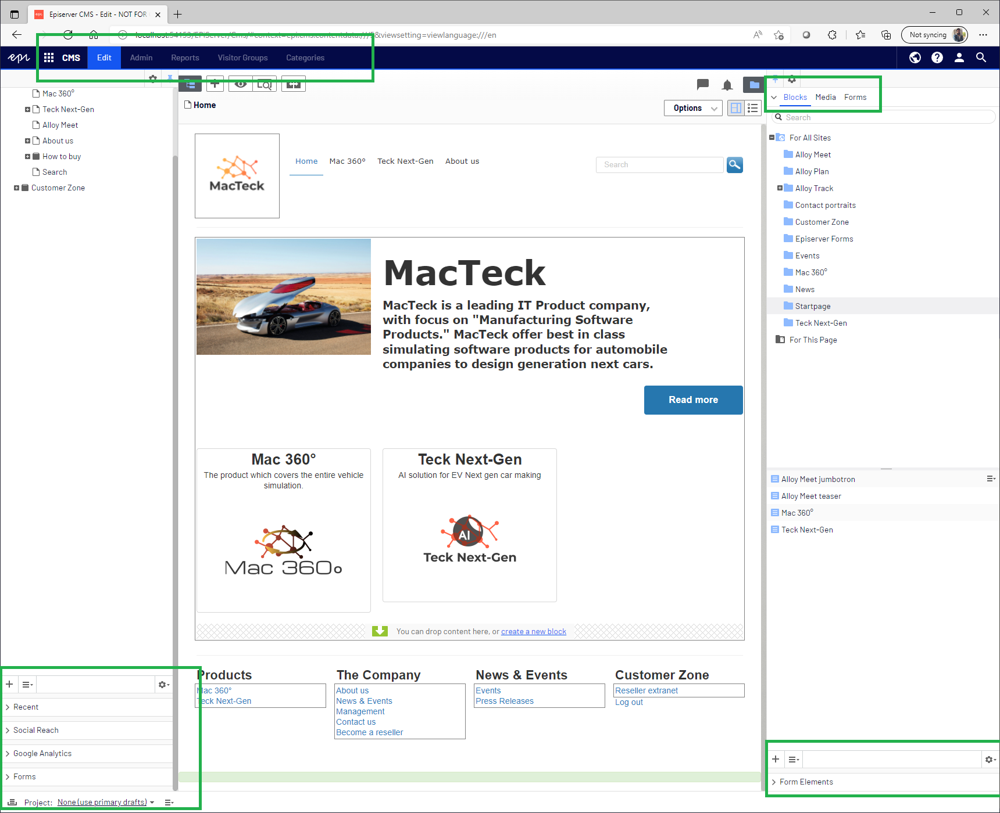 Episerver CMS - Edit - NOT FOR
localhost:54153/EPiServer/Cms/#context=epi.cms.contentdata:///5&viewsetting=viewlanguage:///en
Not syncing
epi
CMS
Edit
Admin
Reports
Visitor Groups
Categories
Mac 360°
Teck Next-Gen
Alloy Meet
About us
How to buy
Search
Customer Zone
Recent
Social Reach
Google Analytics
Forms
Project: None (use primary drafts)
Home
Options
MacTeck
Home
Mac 360°
Teck Next-Gen
About us
Search
MacTeck
MacTeck is a leading IT Product company,
with focus on "Manufacturing Software
Products." MacTeck offer best in class
simulating software products for automobile
companies to design generation next cars.
Read more
Mac 360°
The product which covers the entire vehicle
simulation.
Mac 360o
Teck Next-Gen
AI solution for EV Next gen car making
AI
Teck Next-Gen
You can drop content here, or create a new block
Products
Mac 360°
Teck Next-Gen
The Company
About us
News & Events
Management
Contact us
Become a reseller
News & Events
Events
Press Releases
Customer Zone
Reseller extranet
Log out
Blocks
Media
Forms
Search
For All Sites
Alloy Meet
Alloy Plan
Alloy Track
Contact portraits
Customer Zone
Episerver Forms
Events
Mac 360°
News
Startpage
Teck Next-Gen
For This Page
Alloy Meet jumbotron
Alloy Meet teaser
Mac 360°
Teck Next-Gen
Form Elements